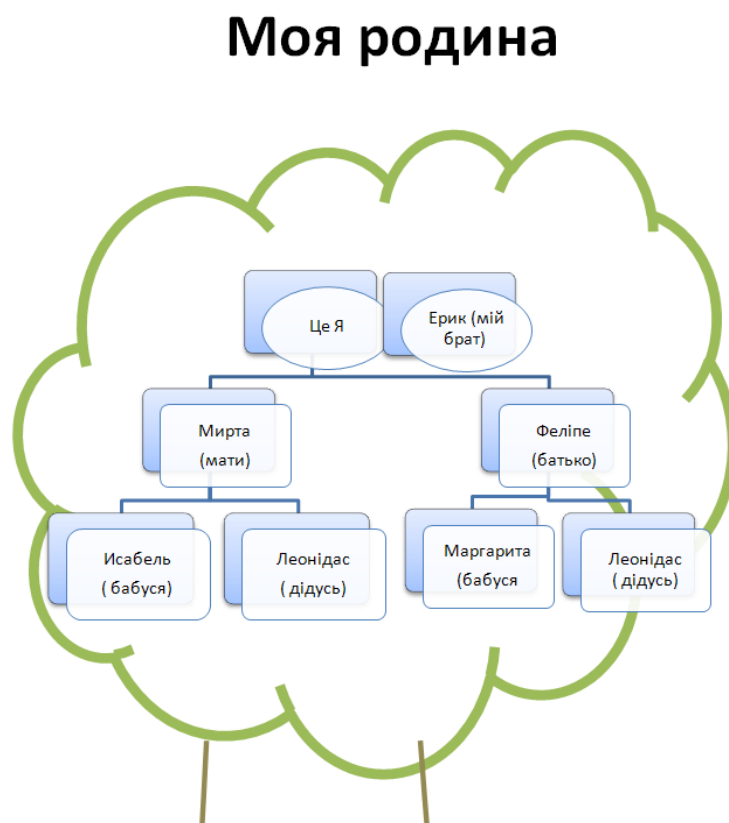 Моя родина
Це Я
Ерик (мій
брат)
Мирта
(мати)
Феліпе
(батько)
Исабель
( бабуся)
Леонідас
( дідусь)
Маргарита
(бабуся
Леонідас
( дідусь)